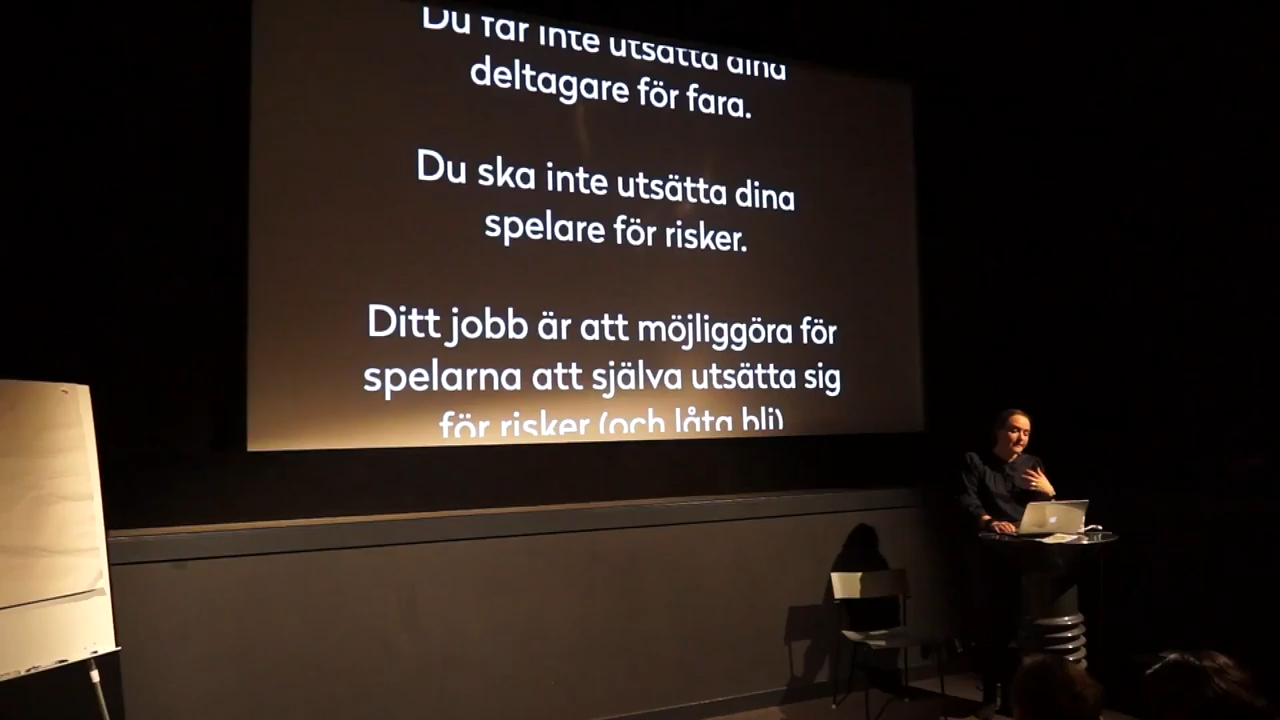 Du får inte utsätta dina
deltagare för fara.
Du ska inte utsätta dina
spelare för risker.
Ditt jobb är att möjliggöra för
spelarna att själva utsätta sig
för risker (och låta bli)